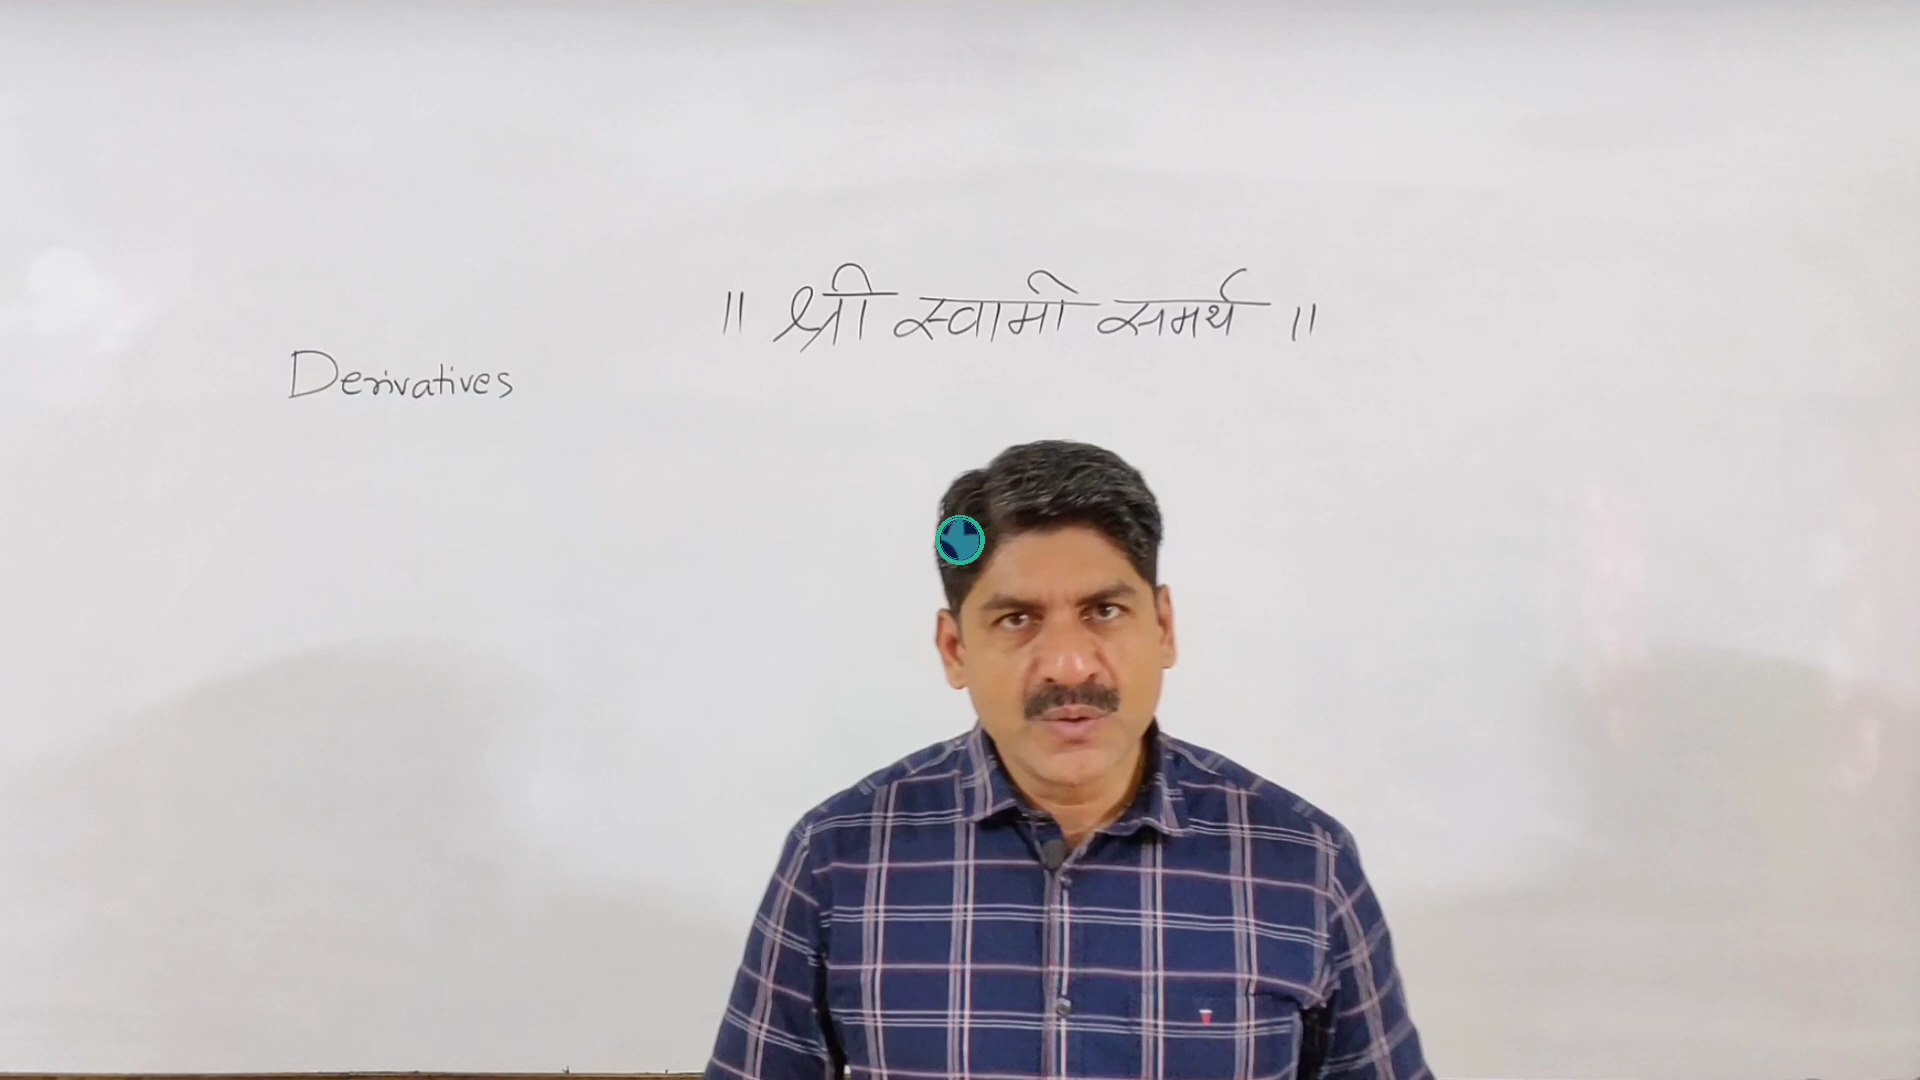 ॥ श्री स्वामी समर्थ ॥
Derivatives